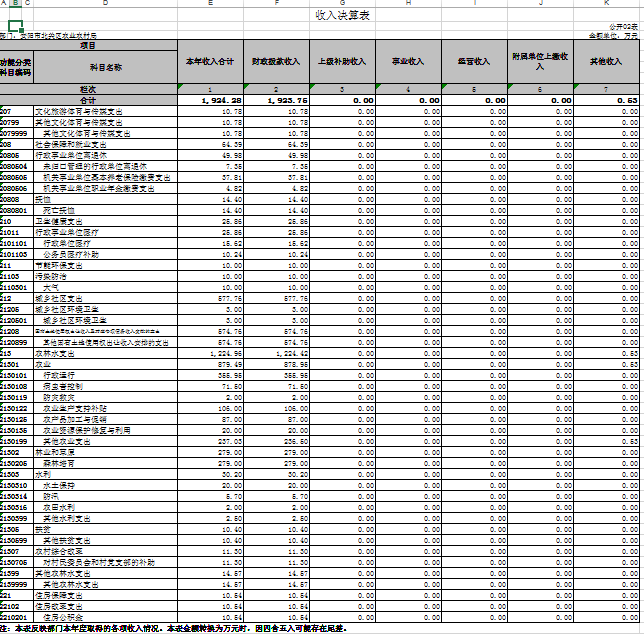 A B C D E F G H I J K
收入决算表
公开02表
部门：安阳市北关区农业农村局 金额单位：万元
项目 本年收入合计 财政拨款收入 上级补助收入 事业收入 经营收入 附属单位上缴收入 其他收入
功能分类科目编码 科目名称
栏次 1 2 3 4 5 6 7
合计 1,924.28 1,923.75 0.00 0.00 0.00 0.00 0.53
207 文化旅游体育与传媒支出 10.78 10.78 0.00 0.00 0.00 0.00 0.00
20799 其他文化体育与传媒支出 10.78 10.78 0.00 0.00 0.00 0.00 0.00
2079999 其他文化体育与传媒支出 10.78 10.78 0.00 0.00 0.00 0.00 0.00
208 社会保障和就业支出 64.39 64.39 0.00 0.00 0.00 0.00 0.00
20805 行政事业单位离退休 49.98 49.98 0.00 0.00 0.00 0.00 0.00
2080504 未归口管理的行政单位离退休 7.35 7.35 0.00 0.00 0.00 0.00 0.00
2080505 机关事业单位基本养老保险缴费支出 37.81 37.81 0.00 0.00 0.00 0.00 0.00
2080506 机关事业单位职业年金缴费支出 4.82 4.82 0.00 0.00 0.00 0.00 0.00
20808 抚恤 14.40 14.40 0.00 0.00 0.00 0.00 0.00
2080801 死亡抚恤 14.40 14.40 0.00 0.00 0.00 0.00 0.00
210 卫生健康支出 25.86 25.86 0.00 0.00 0.00 0.00 0.00
21011 行政事业单位医疗 25.86 25.86 0.00 0.00 0.00 0.00 0.00
2101101 行政单位医疗 15.62 15.62 0.00 0.00 0.00 0.00 0.00
2101103 公务员医疗补助 10.24 10.24 0.00 0.00 0.00 0.00 0.00
211 节能环保支出 10.00 10.00 0.00 0.00 0.00 0.00 0.00
21103 污染防治 10.00 10.00 0.00 0.00 0.00 0.00 0.00
2110301 大气 10.00 10.00 0.00 0.00 0.00 0.00 0.00
212 城乡社区支出 577.76 577.76 0.00 0.00 0.00 0.00 0.00
21205 城乡社区环境卫生 3.00 3.00 0.00 0.00 0.00 0.00 0.00
2120501 城乡社区环境卫生 3.00 3.00 0.00 0.00 0.00 0.00 0.00
21208 574.76 574.76 0.00 0.00 0.00 0.00 0.00
2120899 其他国有土地使用权出让收入安排的支出 574.76 574.76 0.00 0.00 0.00 0.00 0.00
213 农林水支出 1,224.95 1,224.42 0.00 0.00 0.00 0.00 0.53
21301 农业 879.49 878.95 0.00 0.00 0.00 0.00 0.53
2130101 行政运行 355.95 355.95 0.00 0.00 0.00 0.00 0.00
2130108 病虫害控制 71.50 71.50 0.00 0.00 0.00 0.00 0.00
2130119 防灾救灾 2.00 2.00 0.00 0.00 0.00 0.00 0.00
2130122 农业生产支持补贴 106.00 106.00 0.00 0.00 0.00 0.00 0.00
2130125 农产品加工与促销 87.00 87.00 0.00 0.00 0.00 0.00 0.00
2130135 农业资源保护修复与利用 20.00 20.00 0.00 0.00 0.00 0.00 0.00
2130199 其他农业支出 237.03 236.50 0.00 0.00 0.00 0.00 0.53
21302 林业和草原 279.00 279.00 0.00 0.00 0.00 0.00 0.00
2130205 森林培育 279.00 279.00 0.00 0.00 0.00 0.00 0.00
21303 水利 30.20 30.20 0.00 0.00 0.00 0.00 0.00
2130310 水土保持 20.00 20.00 0.00 0.00 0.00 0.00 0.00
2130314 防汛 5.70 5.70 0.00 0.00 0.00 0.00 0.00
2130316 农田水利 2.00 2.00 0.00 0.00 0.00 0.00 0.00
2130399 其他水利支出 2.50 2.50 0.00 0.00 0.00 0.00 0.00
21305 扶贫 10.40 10.40 0.00 0.00 0.00 0.00 0.00
2130599 其他扶贫支出 10.40 10.40 0.00 0.00 0.00 0.00 0.00
21307 农村综合改革 11.30 11.30 0.00 0.00 0.00 0.00 0.00
2130705 对村民委员会和村党支部的补助 11.30 11.30 0.00 0.00 0.00 0.00 0.00
21399 其他农林水支出 14.57 14.57 0.00 0.00 0.00 0.00 0.00
2139999 其他农林水支出 14.57 14.57 0.00 0.00 0.00 0.00 0.00
221 住房保障支出 10.54 10.54 0.00 0.00 0.00 0.00 0.00
22102 住房改革支出 10.54 10.54 0.00 0.00 0.00 0.00 0.00
2210201 住房公积金 10.54 10.54 0.00 0.00 0.00 0.00 0.00
注：本表反映部门本年度取得的各项收入情况。本表金额转换为万元时，因四舍五入可能存在尾差。